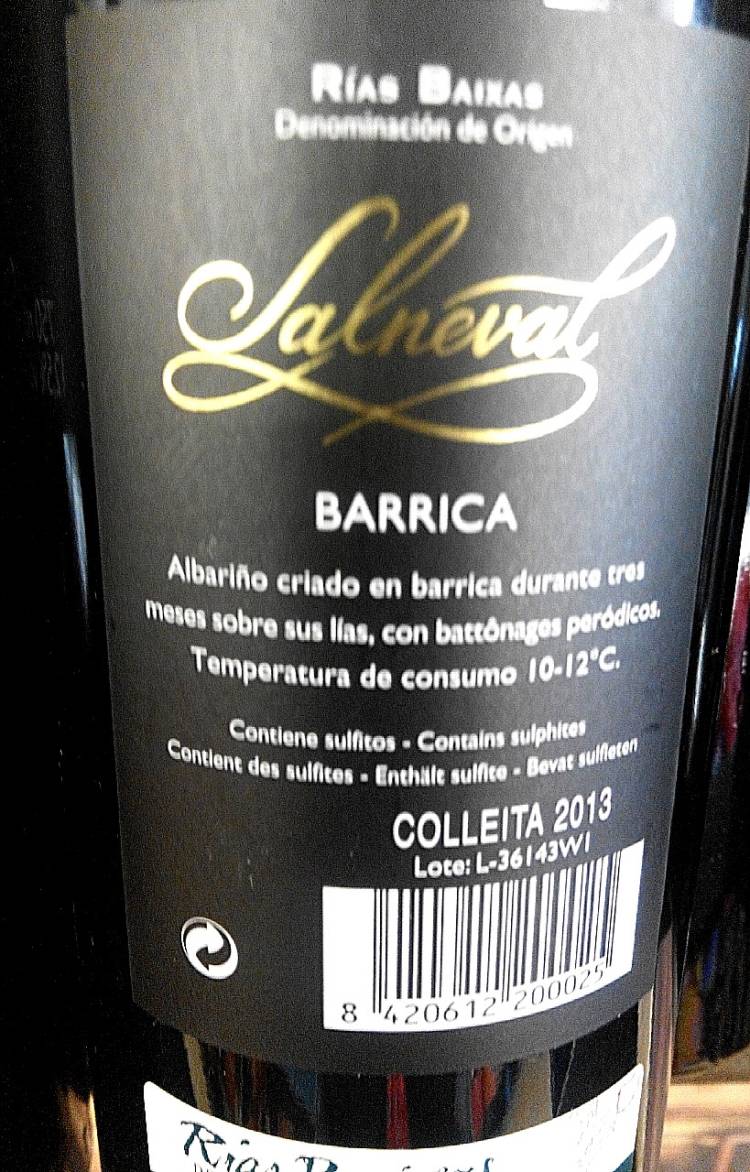 RÍAS BAIXAS
Denominación de Origen
Salneval
BARRICA
Albariño criado en barrica durante tres
meses sobre sus lías, con battônages peródicos.
Temperatura de consumo 10-12°C.
Contiene sulfitos - Contains sulphites
Contient des sulfites - Enthält sulfite - Bevat sulfieten
COLLEITA 2013
Lote: L-36143W1
8 420612 200025
Rías